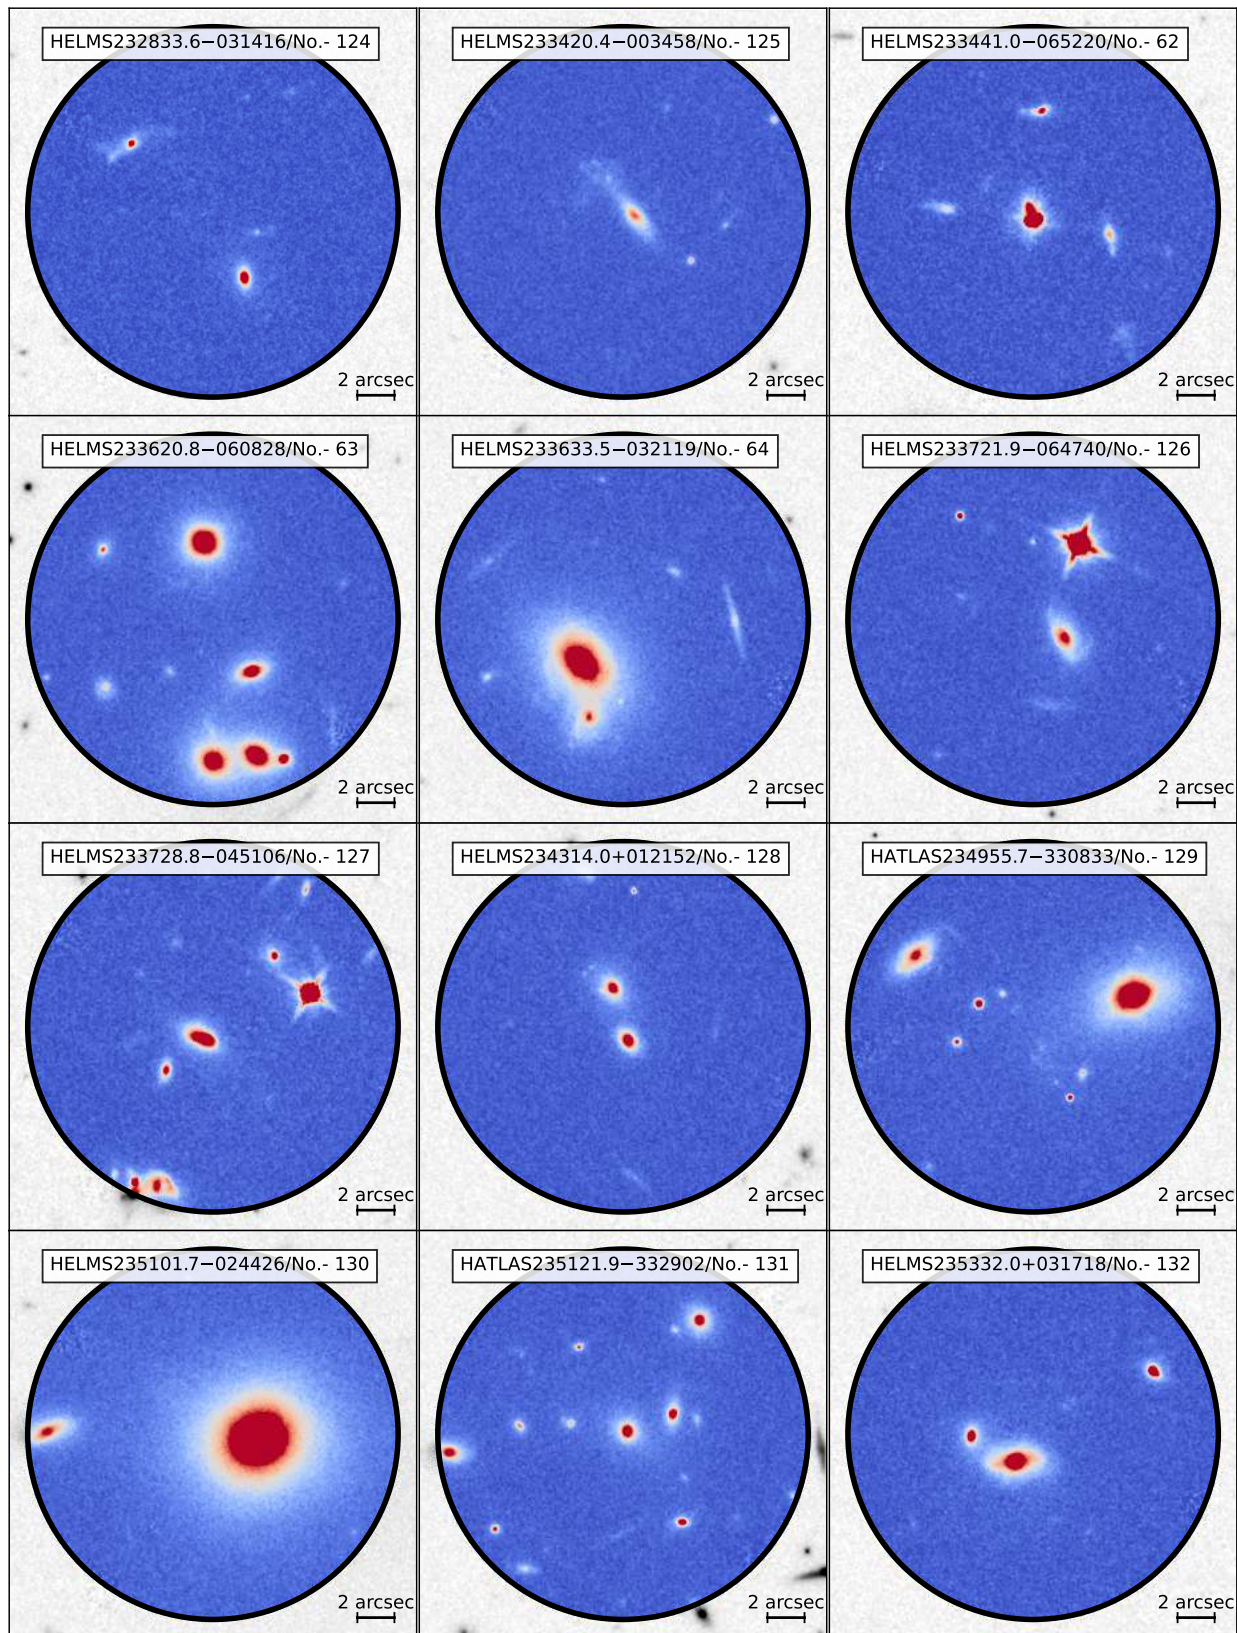 HELMS232833.6−031416/No.- 124
2 arcsec
HELMS233420.4−003458/No.- 125
2 arcsec
HELMS233441.0−065220/No.- 62
2 arcsec
HELMS233620.8−060828/No.- 63
2 arcsec
HELMS233633.5−032119/No.- 64
2 arcsec
HELMS233721.9−064740/No.- 126
2 arcsec
HELMS233728.8−045106/No.- 127
2 arcsec
HELMS234314.0+012152/No.- 128
2 arcsec
HATLAS234955.7−330833/No.- 129
2 arcsec
HELMS235101.7−024426/No.- 130
2 arcsec
HATLAS235121.9−332902/No.- 131
2 arcsec
HELMS235332.0+031718/No.- 132
2 arcsec